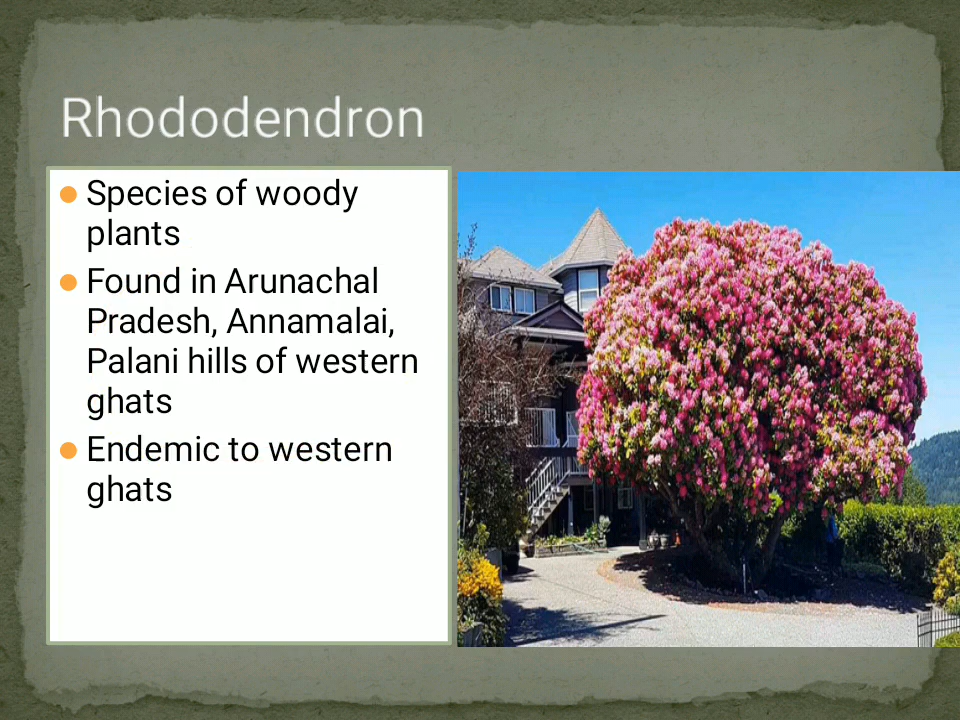 Rhododendron
Species of woody
plants
Found in Arunachal
Pradesh, Annamalai,
Palani hills of western
ghats
Endemic to western
ghats